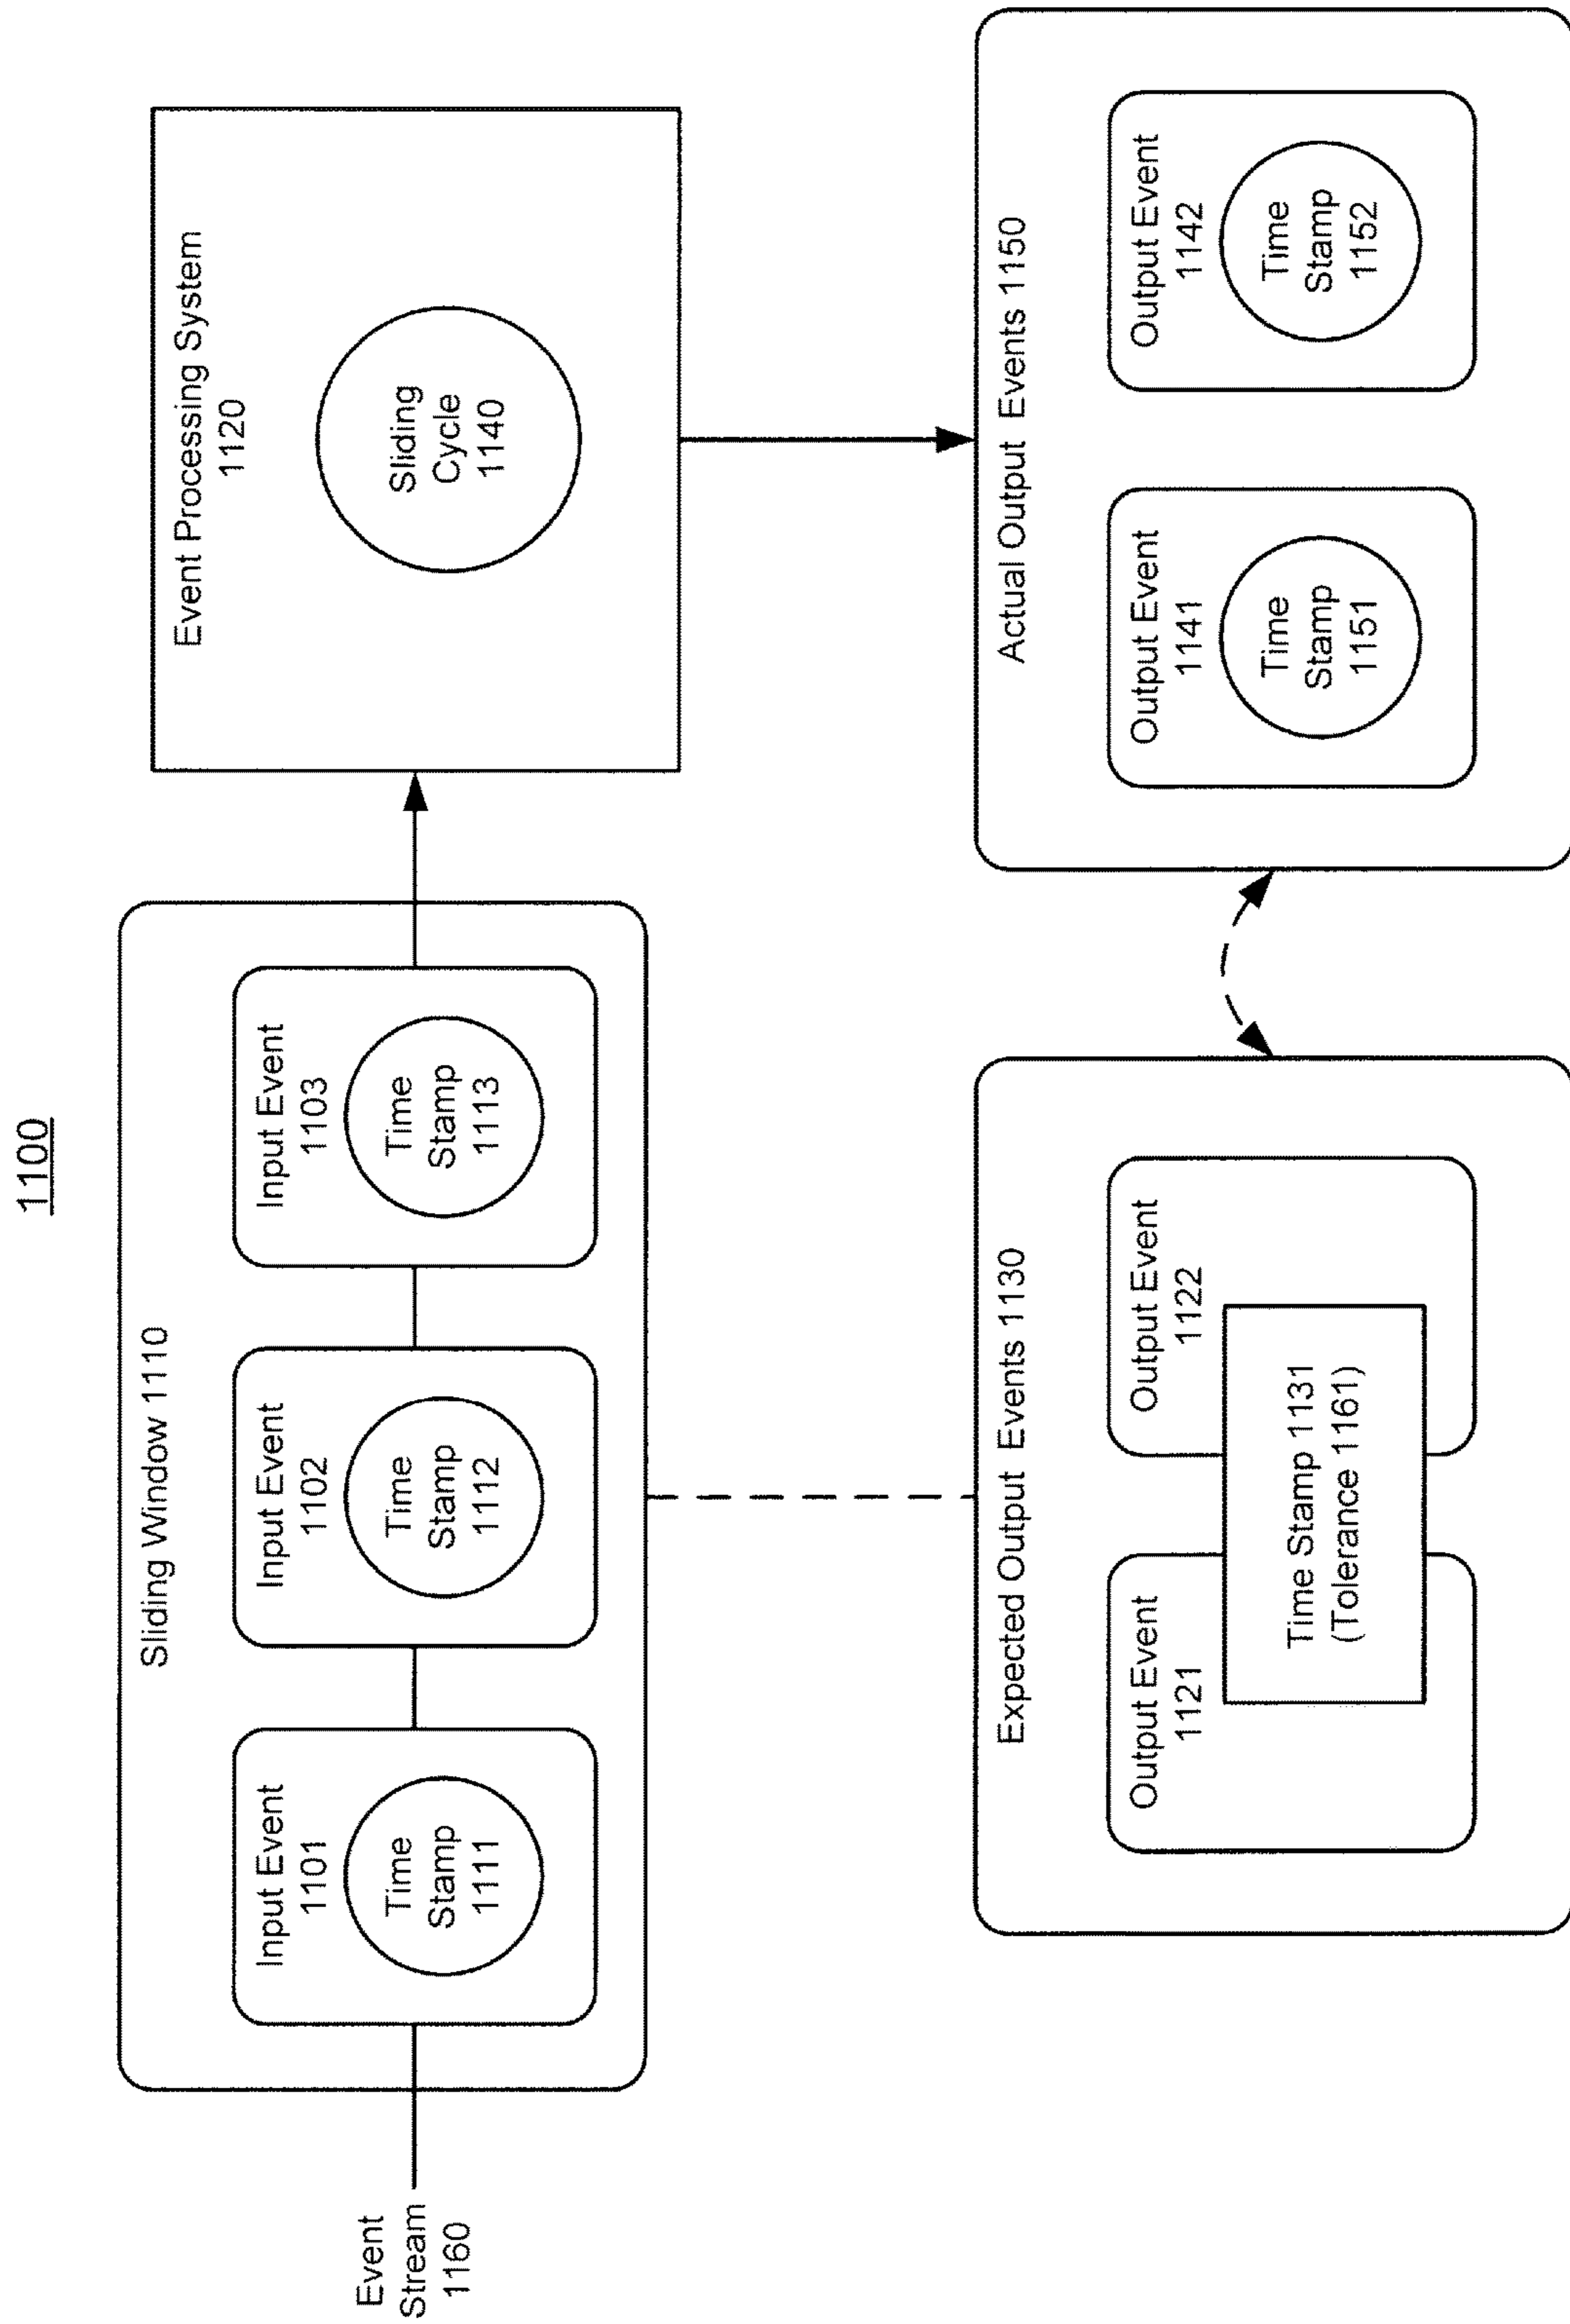 1100
Event
Stream
1160
Sliding Window 1110
Input Event
1101
Time
Stamp
1111
Input Event
1102
Time
Stamp
1112
Input Event
1103
Time
Stamp
1113
Event Processing System
1120
Sliding
Cycle
1140
Expected Output Events 1130
Output Event
1121
Output Event
1122
Time Stamp 1131
(Tolerance 1161)
Actual Output Events 1150
Output Event
1141
Time
Stamp
1151
Output Event
1142
Time
Stamp
1152